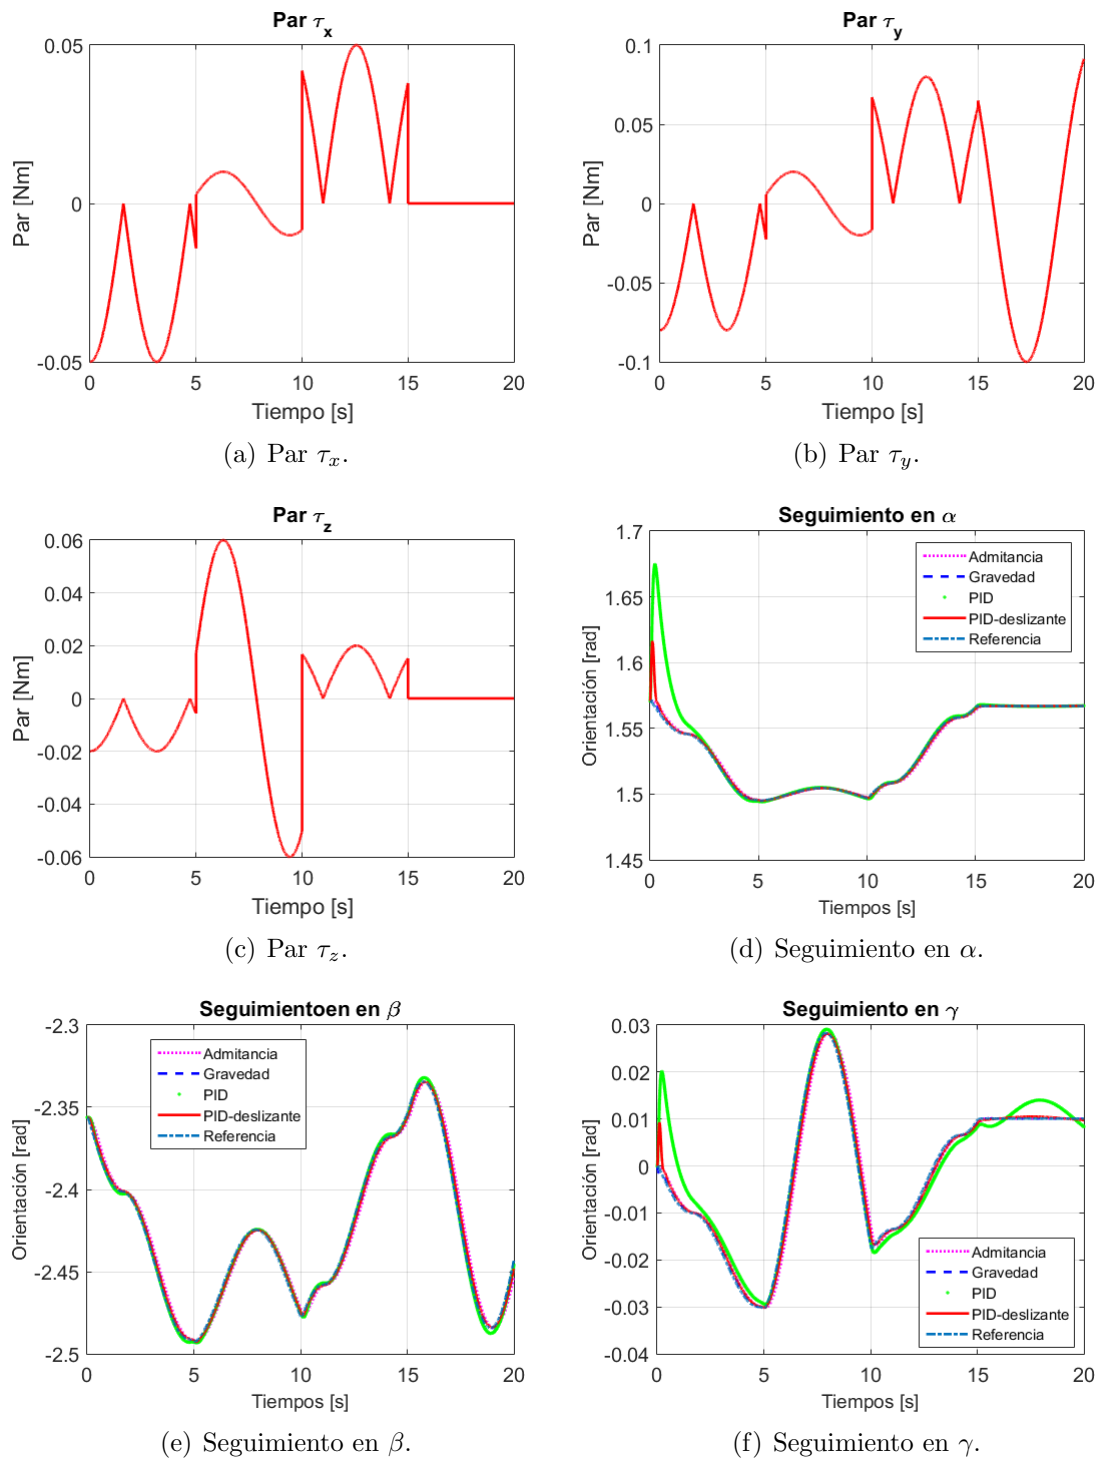 Par τx
Par [Nm]
0.05
0
-0.05
0 5 10 15 20
Tiempo [s]
(a) Par τx.
Par τy
Par [Nm]
0.1
0.05
0
-0.05
-0.1
0 5 10 15 20
Tiempo [s]
(b) Par τy.
Par τz
Par [Nm]
0.06
0.04
0.02
0
-0.02
-0.04
-0.06
0 5 10 15 20
Tiempo [s]
(c) Par τz.
Seguimiento en α
Orientación [rad]
1.7
1.65
1.6
1.55
1.5
1.45
Admitancia
Gravedad
PID
PID-deslizante
Referencia
0 5 10 15 20
Tiempos [s]
(d) Seguimiento en α.
Seguimientoen en β
Orientación [rad]
-2.3
-2.35
-2.4
-2.45
-2.5
Admitancia
Gravedad
PID
PID-deslizante
Referencia
0 5 10 15 20
Tiempos [s]
(e) Seguimiento en β.
Seguimiento en γ
Orientación [rad]
0.03
0.02
0.01
0
-0.01
-0.02
-0.03
-0.04
Admitancia
Gravedad
PID
PID-deslizante
Referencia
0 5 10 15 20
Tiempos [s]
(f) Seguimiento en γ.